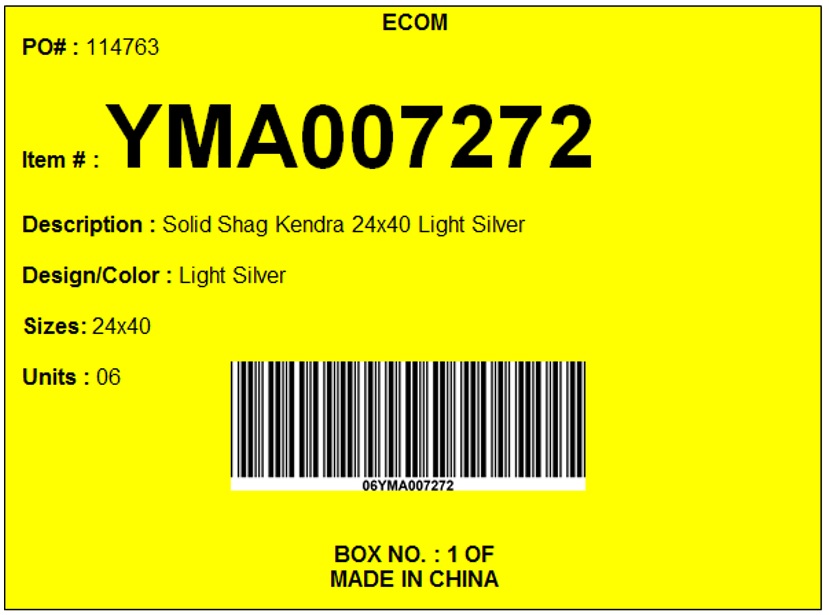 ECOM
PO# : 114763
Item # : YMA007272
Description : Solid Shag Kendra 24x40 Light Silver
Design/Color : Light Silver
Sizes: 24x40
Units : 06
06YMA007272
BOX NO. : 1 OF
MADE IN CHINA